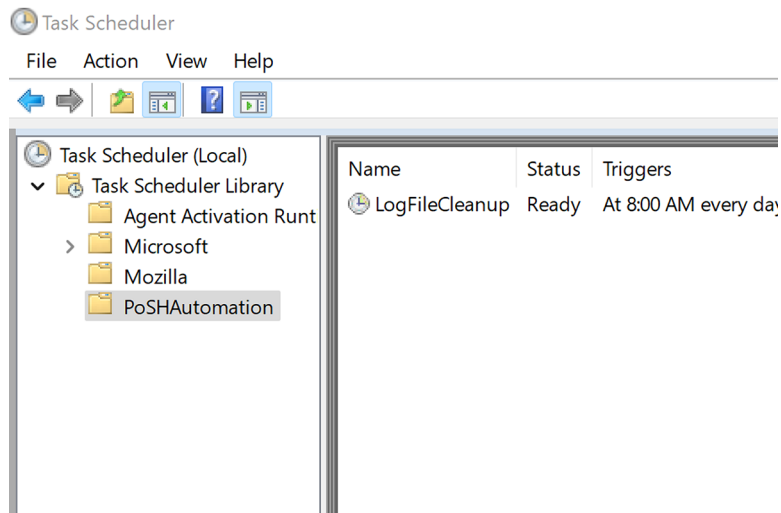 Task Scheduler
File Action View Help
Task Scheduler (Local)
Task Scheduler Library
Agent Activation Runt
Microsoft
Mozilla
PoSHAutomation
Name Status Triggers
LogFileCleanup Ready At 8:00 AM every day